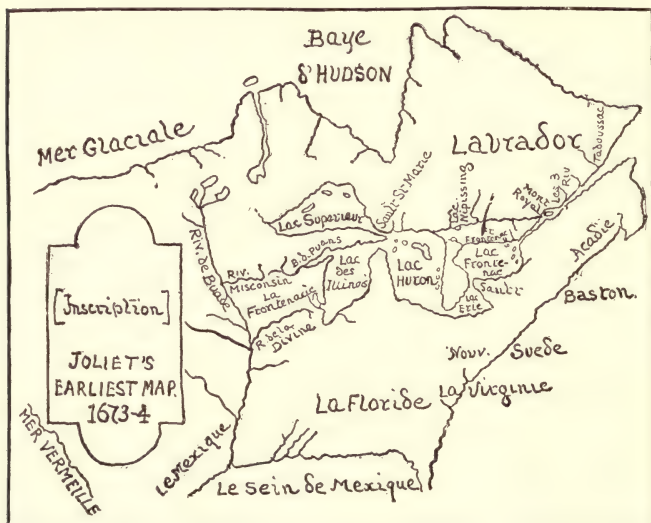 Baye
d'HUDSON
Mer Glaciale
Labrador
Tadoussac
Les 3
Riv
Mont
Royal
Sault St Marie
Lac
Nipissing
Lac Superieur
Riv. de Buade
B.d. Puans
Riv.
Misconsin
La
Frontenacie
Lac
des
Ilinois
Lac
Huron
Ft
Frontenac
Lac
Fronte-
nac
Sault
Lac
Erie
Acadie
Baston.
R. de la
Divine
[Inscription]
JOLIET'S
EARLIEST MAP.
1673-4
Nouv. Suede
La Virginie
La Floride
MER VERMEILLE
Le Mexique
Le Sein de Mexique